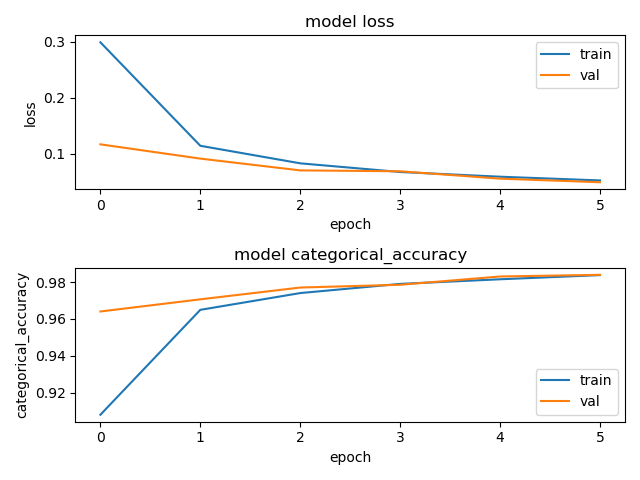 model loss
0.3
0.2
0.1
loss
train
val
0 1 2 3 4 5
epoch
model categorical_accuracy
0.98
0.96
0.94
0.92
categorical_accuracy
train
val
0 1 2 3 4 5
epoch